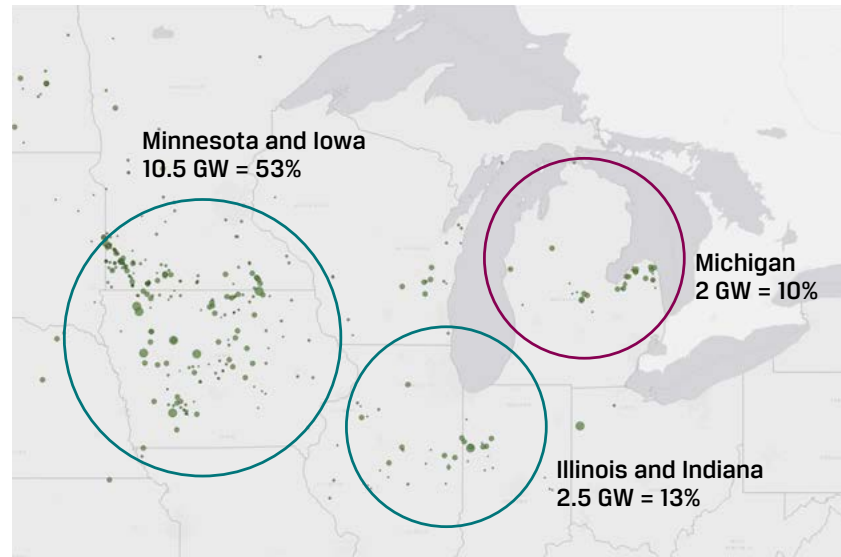 Minnesota and Iowa
10.5 GW = 53%
Michigan
2 GW = 10%
Illinois and Indiana
2.5 GW = 13%